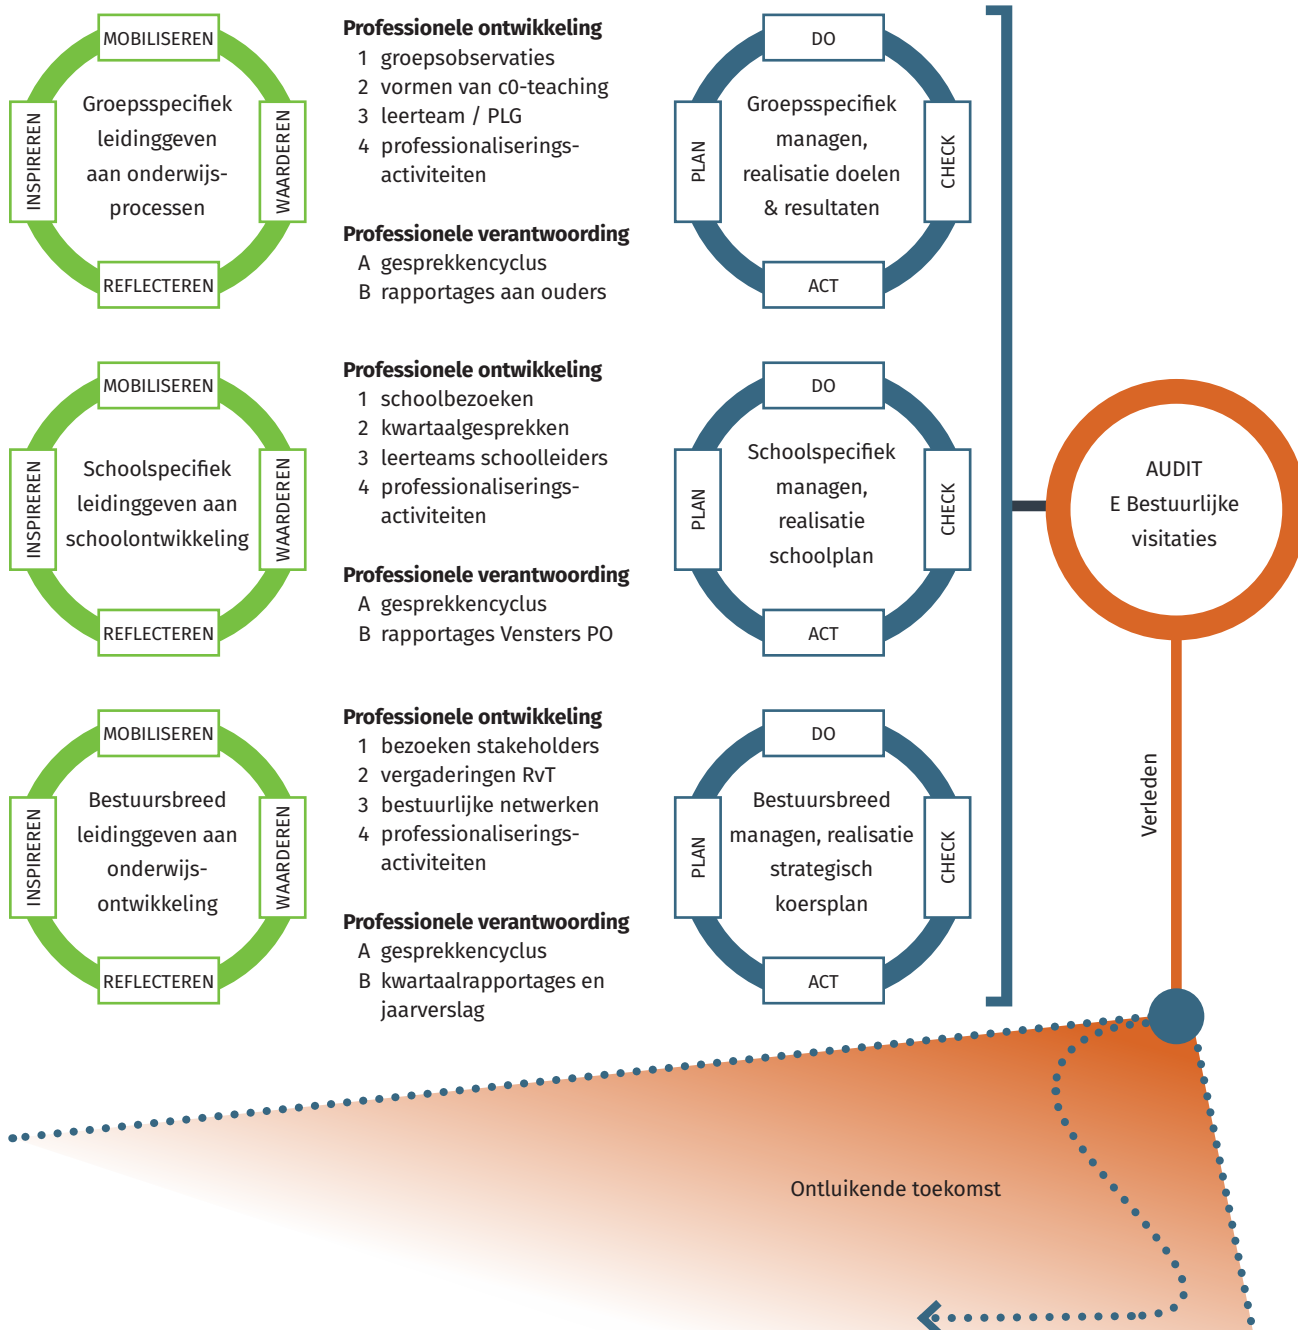 MOBILISEREN
INSPIREREN
Groepsspecifiek
leidinggeven
aan onderwijs-
processen
WAARDEREN
REFLECTEREN
Professionele ontwikkeling
1 groepsobservaties
2 vormen van c0-teaching
3 leerteam / PLG
4 professionaliserings-
activiteiten
Professionele verantwoording
A gesprekkencyclus
B rapportages aan ouders
DO
PLAN
Groepsspecifiek
managen,
realisatie doelen
& resultaten
CHECK
ACT
MOBILISEREN
INSPIREREN
Schoolspecifiek
leidinggeven aan
schoolontwikkeling
WAARDEREN
REFLECTEREN
Professionele ontwikkeling
1 schoolbezoeken
2 kwartaalgesprekken
3 leerteams schoolleiders
4 professionaliserings-
activiteiten
Professionele verantwoording
A gesprekkencyclus
B rapportages Vensters PO
DO
PLAN
Schoolspecifiek
managen,
realisatie
schoolplan
CHECK
ACT
MOBILISEREN
INSPIREREN
Bestuursbreed
leidinggeven aan
onderwijs-
ontwikkeling
WAARDEREN
REFLECTEREN
Professionele ontwikkeling
1 bezoeken stakeholders
2 vergaderingen RvT
3 bestuurlijke netwerken
4 professionaliserings-
activiteiten
Professionele verantwoording
A gesprekkencyclus
B kwartaalrapportages en
jaarverslag
DO
PLAN
Bestuursbreed
managen, realisatie
strategisch
koersplan
CHECK
ACT
AUDIT
E Bestuurlijke
visitaties
Verleden
Ontluikende toekomst